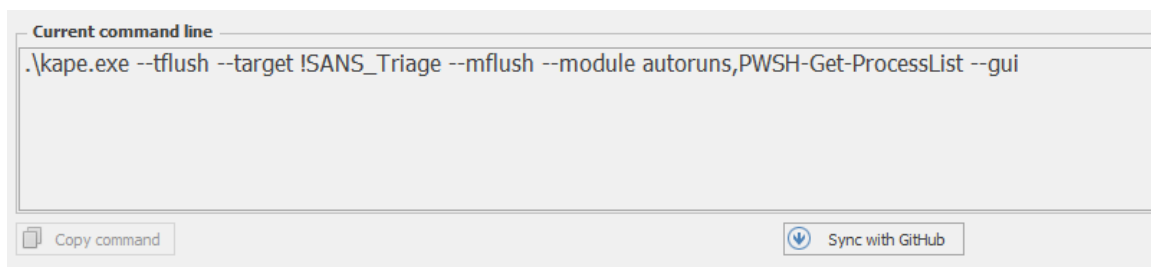 Current command line
.\kape.exe --tflush --target !SANS_Triage --mflush --module autoruns,PWSH-Get-ProcessList --gui
Copy command
Sync with GitHub